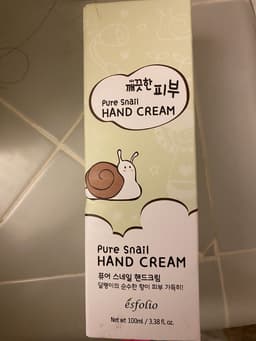 깨끗한 피부
Pure Snail
HAND CREAM
Pure Snail
HAND CREAM
퓨어 스네일 핸드크림
달팽이의 순수한 향이 피부 가득히!
ésfolio
Net wt 100ml / 3.38 fl. oz.